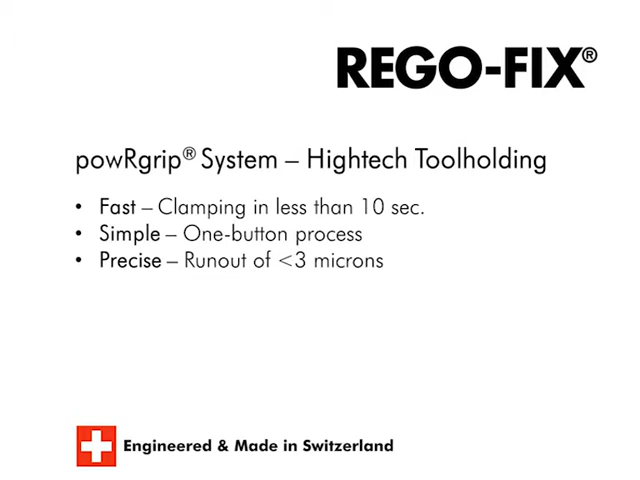 REGO-FIX®
powRgrip® System – Hightech Toolholding
• Fast – Clamping in less than 10 sec.
• Simple – One-button process
• Precise – Runout of <3 microns
Engineered & Made in Switzerland